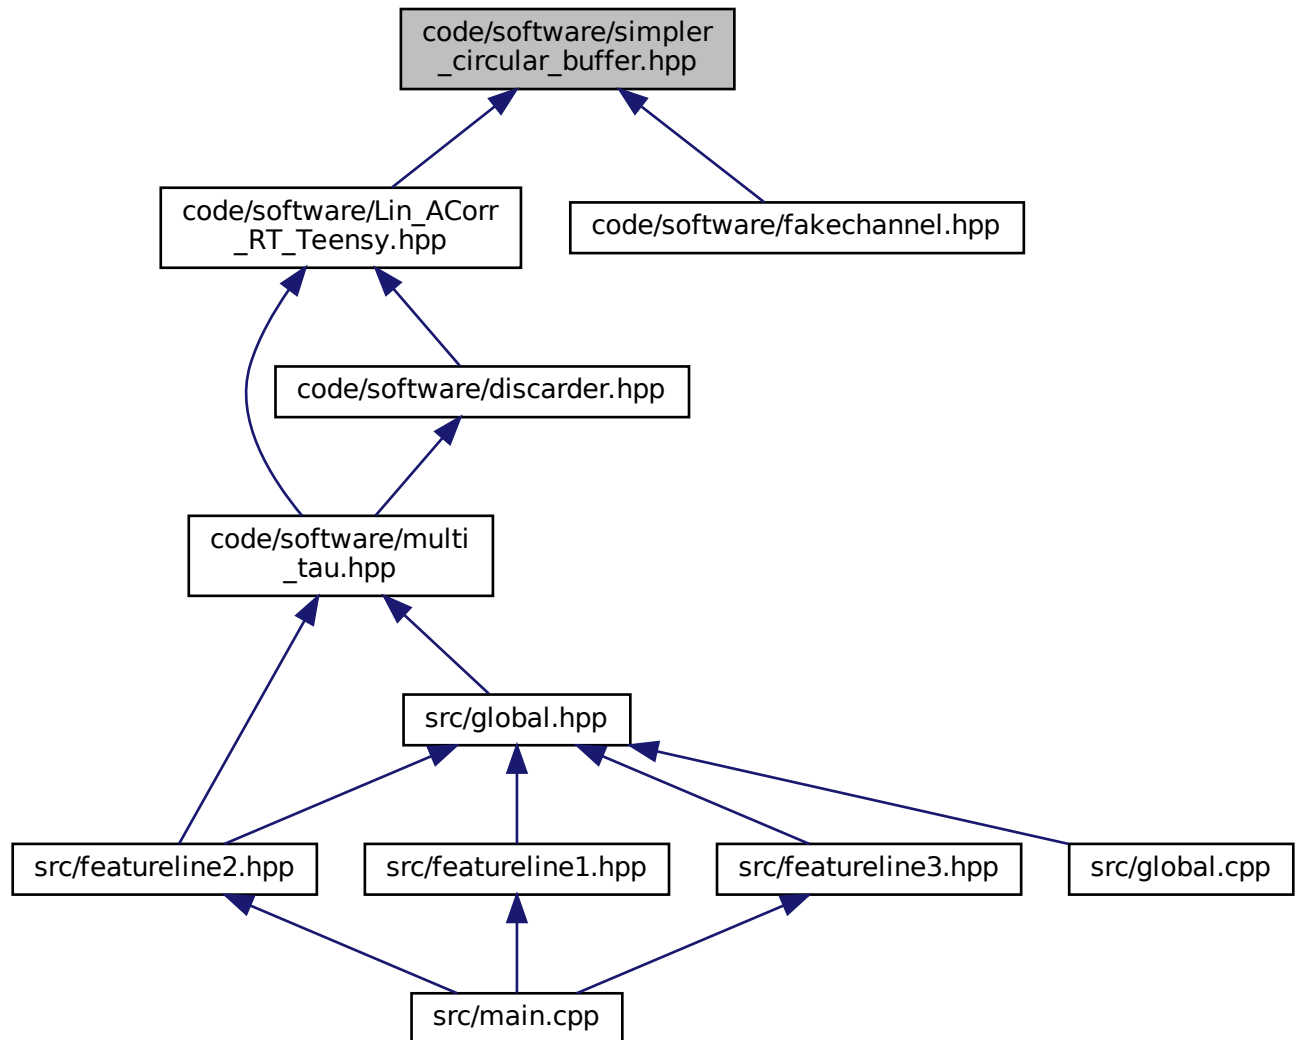 code/software/simpler
_circular_buffer.hpp
code/software/Lin_ACorr
_RT_Teensy.hpp
code/software/fakechannel.hpp
code/software/discarder.hpp
code/software/multi
_tau.hpp
src/global.hpp
src/featureline2.hpp
src/featureline1.hpp
src/featureline3.hpp
src/global.cpp
src/main.cpp